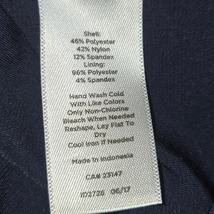 Shell:
46% Polyester
42% Nylon
12% Spandex
Lining:
96% Polyester
4% Spandex
Hand Wash Cold
With Like Colors
Only Non-Chlorine
Bleach When Needed
Reshape, Lay Flat To
Dry
Cool Iron If Needed
Made In Indonesia
CA# 23147
ID2726 06/17